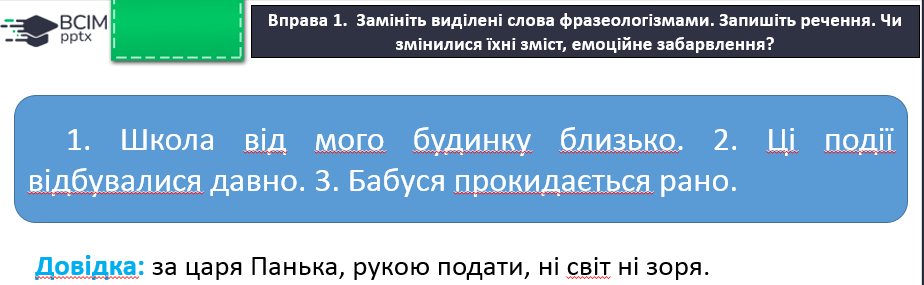 BCIM
pptx
Вправа 1. Замініть виділені слова фразеологізмами. Запишіть речення. Чи
змінилися їхні зміст, емоційне забарвлення?
1. Школа від мого будинку близько. 2. Ці події
відбувалися давно. 3. Бабуся прокидається рано.
Довідка: за царя Панька, рукою подати, ні світ ні зоря.